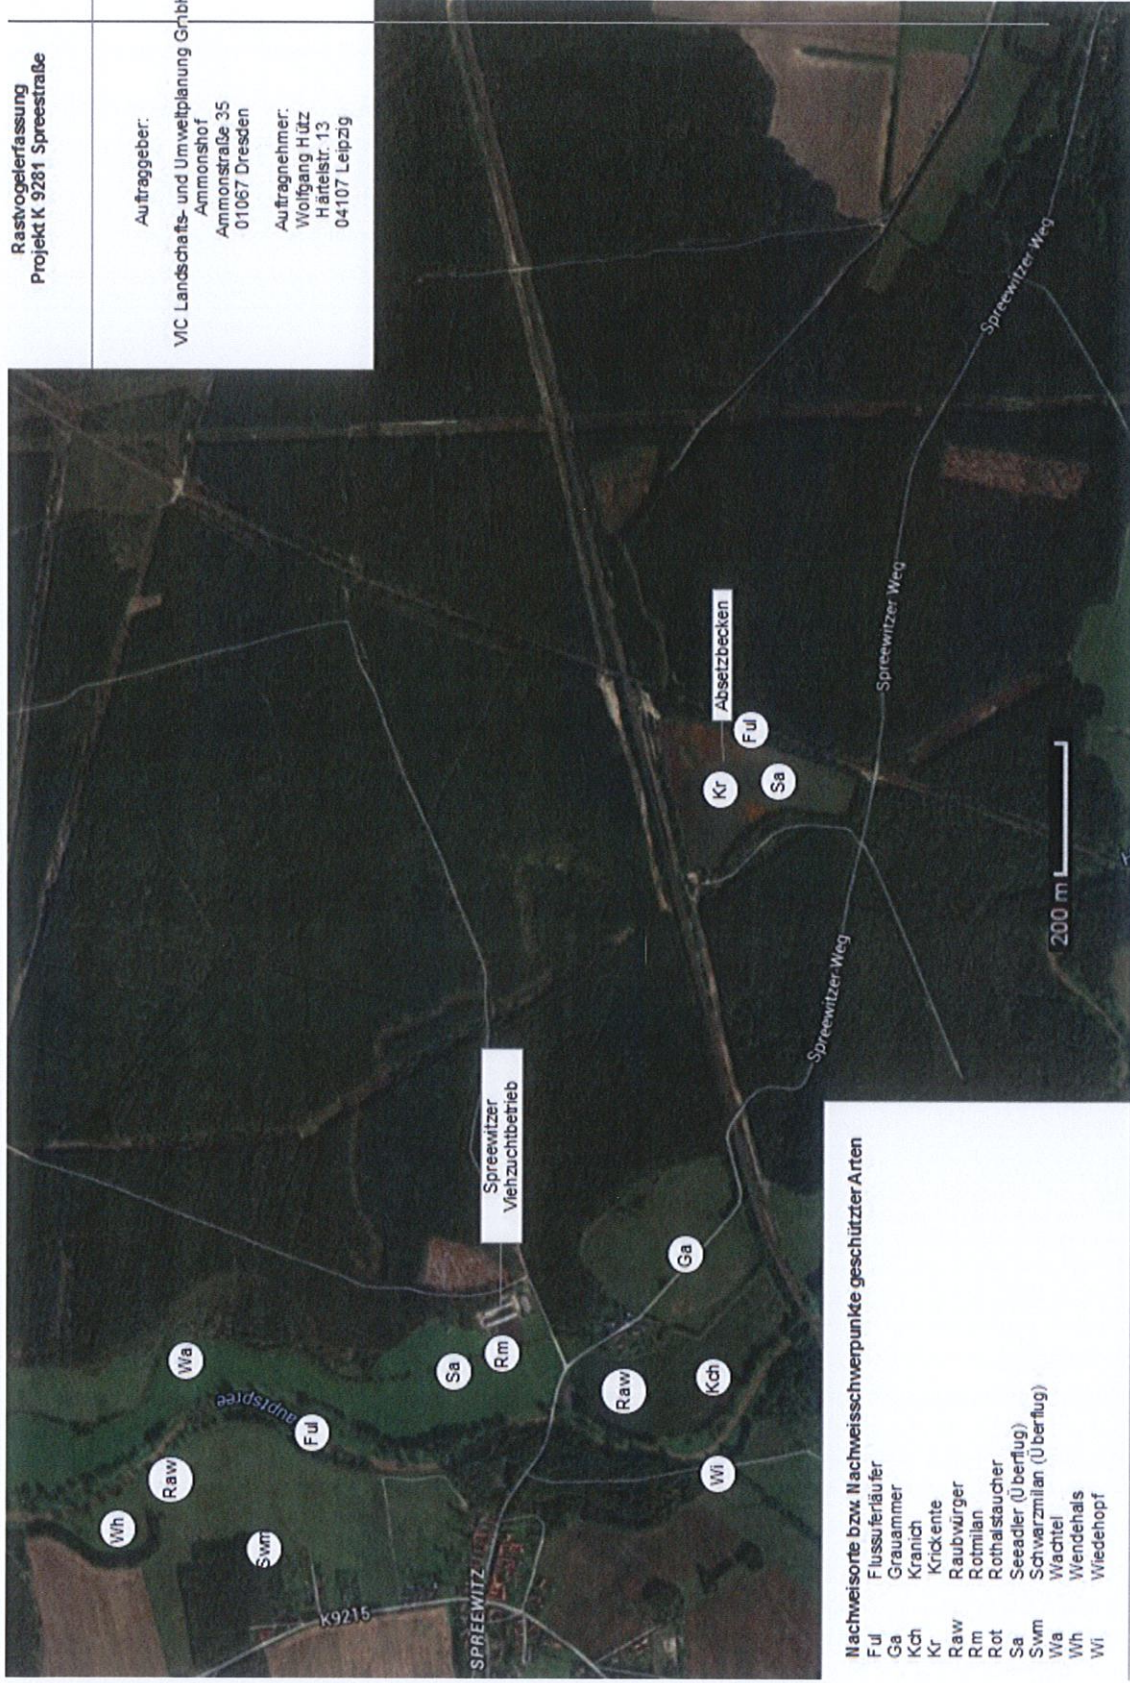 Rastvogelerfassung
Projekt K 9281 Spreestraße
Auftraggeber:
VIC Landschafts- und Umweltplanung GmbH
Ammonshof
Ammonstraße 35
01067 Dresden
Auftragnehmer:
Wolfgang Hütz
Härtelstr. 13
04107 Leipzig
Wh
Raw
Wa
Swm
Ful
auptspree
K9215
SPREEWITZ
Sa
Rm
Spreewitzer
Viehzuchtbetrieb
Raw
Ga
Kch
Wi
Kr
Ful
Sa
Absetzbecken
Spreewitzer Weg
Spreewitzer Weg
Spreewitzer Weg
200 m
Nachweisorte bzw. Nachweisschwerpunkte geschützter Arten
Ful Flussuferläufer
Ga Grauammer
Kch Kranich
Kr Krickente
Raw Raubwürger
Rm Rotmilan
Rot Rothalstaucher
Sa Seeadler (Überflug)
Swm Schwarzmilan (Überflug)
Wa Wachtel
Wh Wendehals
Wi Wiedehopf